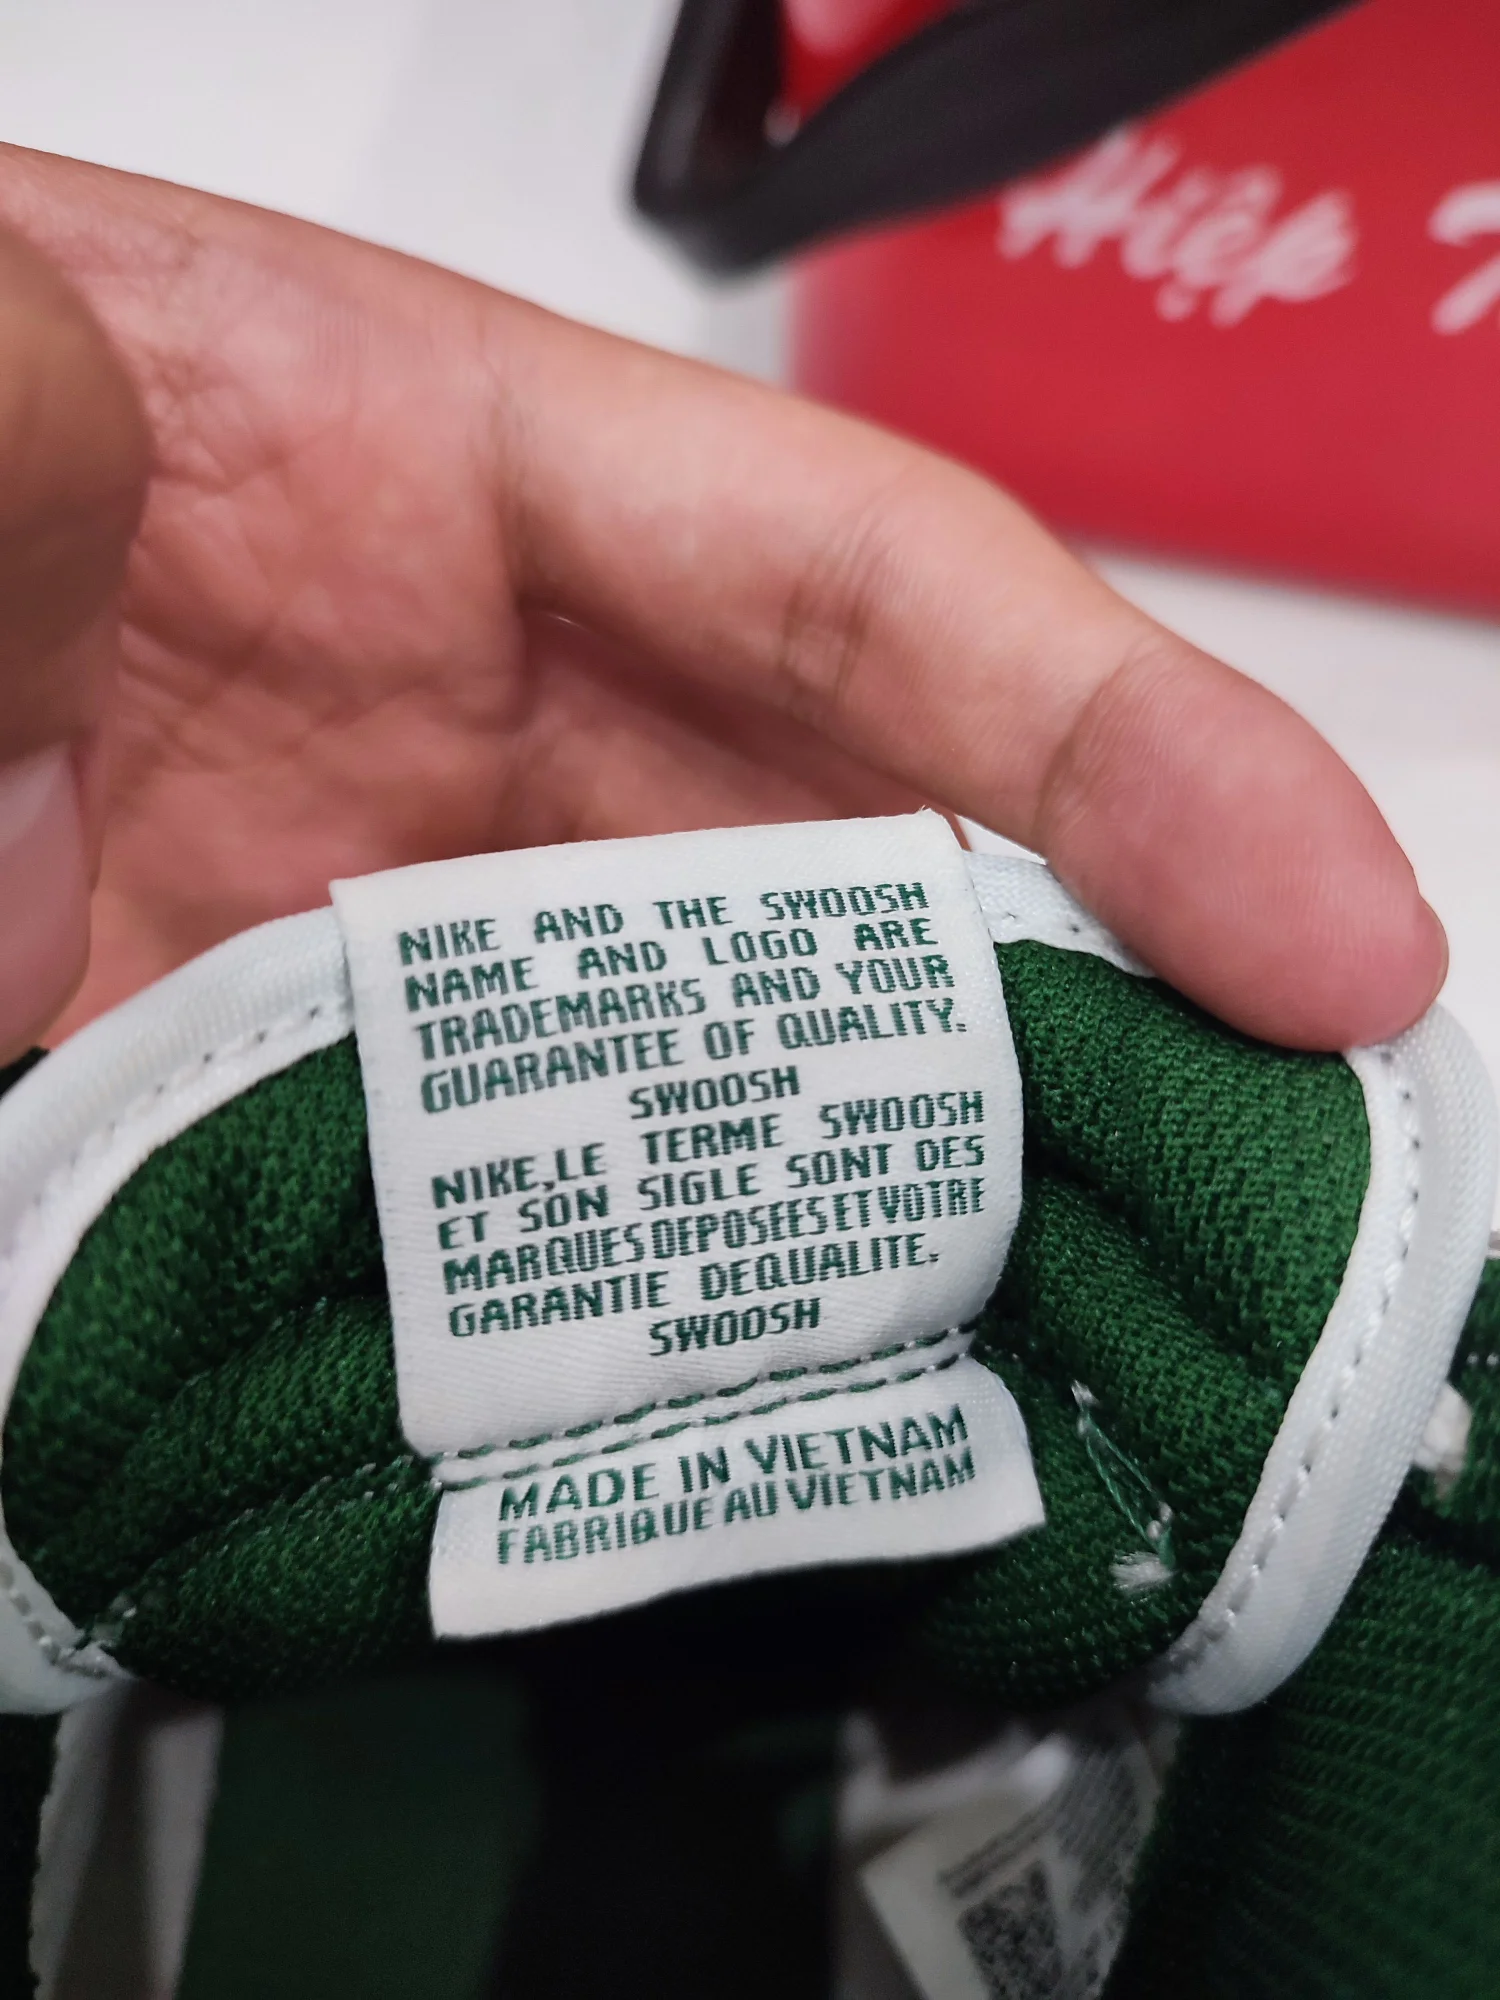 Hiệp
NIKE AND THE SWOOSH
NAME AND LOGO ARE
TRADEMARKS AND YOUR
GUARANTEE OF QUALITY.
SWOOSH
NIKE,LE TERME SWOOSH
ET SON SIGLE SONT DES
MARQUES DEPOSEES ET VOTRE
GARANTIE DEQUALITE.
SWOOSH
MADE IN VIETNAM
FABRIQUE AU VIETNAM